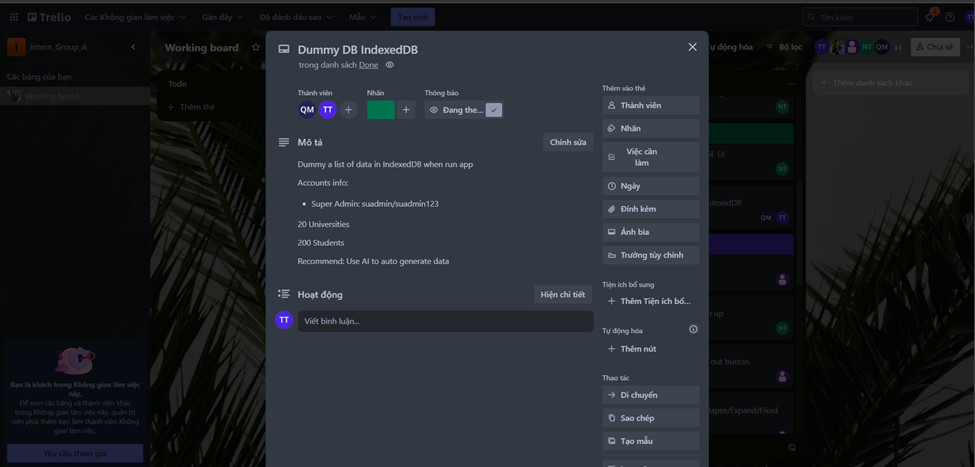 Trello
Các Không gian làm việc
Gần đây
Đã đánh dấu sao
Mẫu
Tạo mới
Tìm kiếm
Intern_Group_A
Các bảng của bạn
Working board
Bạn là khách trong Không gian làm việc
này.
Để xem các bảng và thành viên khác
trong Không gian làm việc này, quản trị
viên phải thêm bạn làm thành viên Không
gian làm việc.
Yêu cầu tham gia
Working board
Tự động hóa
Bộ lọc
TT
NT
QM
+1
Chia sẻ
Todo
+ Thêm thẻ
Dummy DB IndexedDB
trong danh sách Done
Thành viên
QM
TT
Nhãn
Thông báo
Đang the...
Mô tả
Chỉnh sửa
Dummy a list of data in IndexedDB when run app
Accounts info:
• Super Admin: suadmin/suadmin123
20 Universities
200 Students
Recommend: Use AI to auto generate data
Hoạt động
Hiện chi tiết
TT
Viết bình luận...
Thêm vào thẻ
Thành viên
Nhãn
Việc cần
làm
Ngày
Đính kèm
Ảnh bìa
Trường tùy chỉnh
Tiện ích bổ sung
+ Thêm Tiện ích bổ...
Tự động hóa
+ Thêm nút
Thao tác
Di chuyển
Sao chép
Tạo mẫu
+ Thêm danh sách khác
NT
UI
NT
QM
TT
NT
out button.